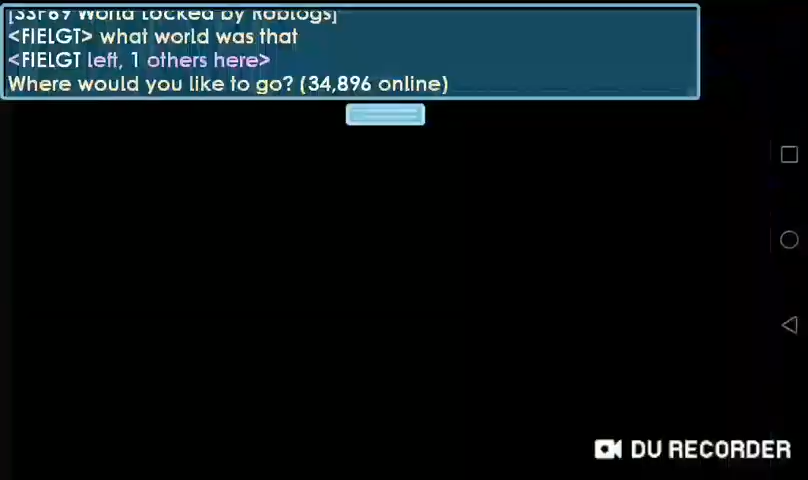 [SSF69 World Locked by Roblogs]
<FIELGT> what world was that
<FIELGT left, 1 others here>
Where would you like to go? (34,896 online)
DU RECORDER